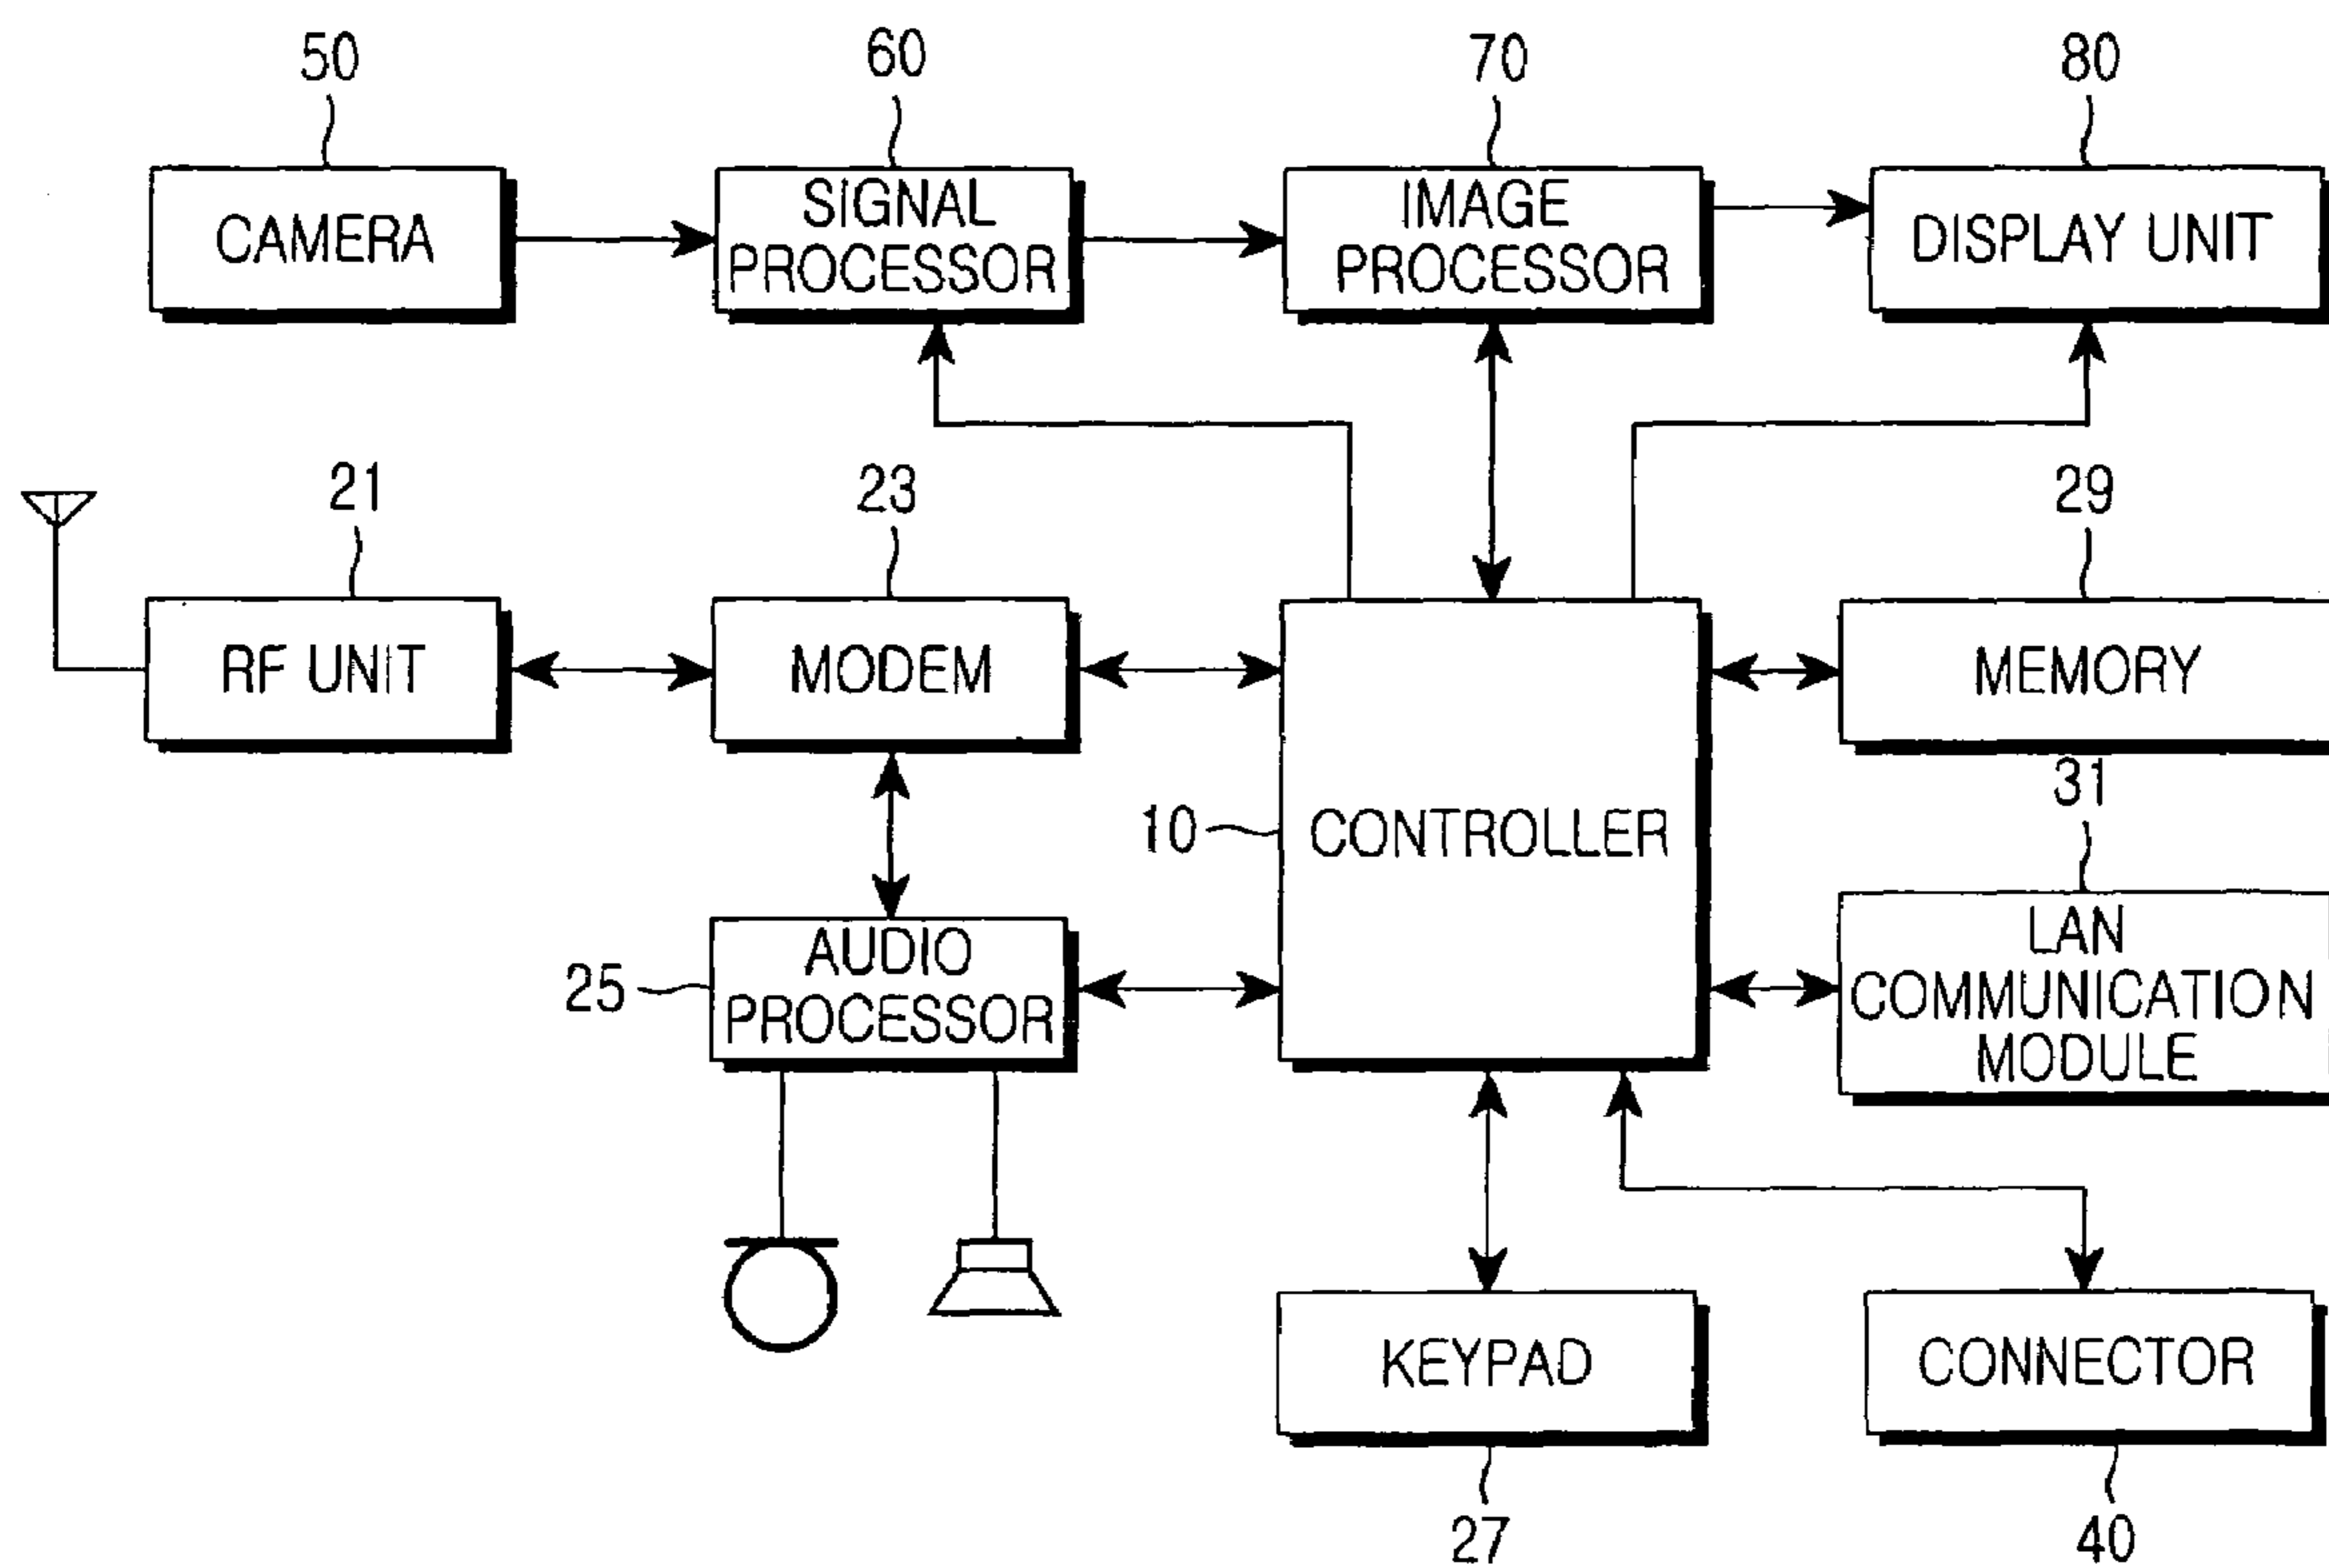 50
60
70
80
CAMERA
SIGNAL
PROCESSOR
IMAGE
PROCESSOR
DISPLAY UNIT
21
23
29
RF UNIT
MODEM
MEMORY
10
CONTROLLER
31
25
AUDIO
PROCESSOR
LAN
COMMUNICATION
MODULE
KEYPAD
CONNECTOR
27
40